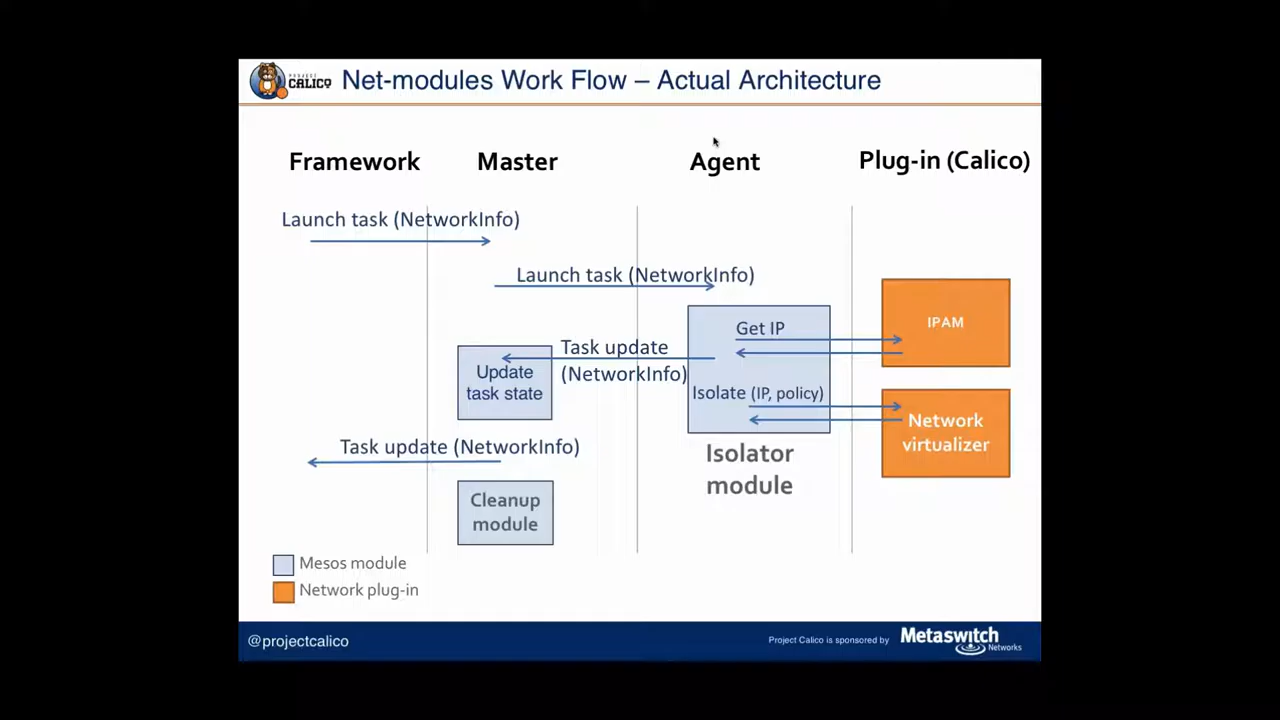 PROJECT
CALICO
Net-modules Work Flow – Actual Architecture
Framework
Master
Agent
Plug-in (Calico)
Launch task (NetworkInfo)
Launch task (NetworkInfo)
Get IP
IPAM
Task update
(NetworkInfo)
Update
task state
Isolate (IP, policy)
Network
virtualizer
Task update (NetworkInfo)
Isolator
module
Cleanup
module
Mesos module
Network plug-in
@projectcalico
Project Calico is sponsored by
Metaswitch
Networks